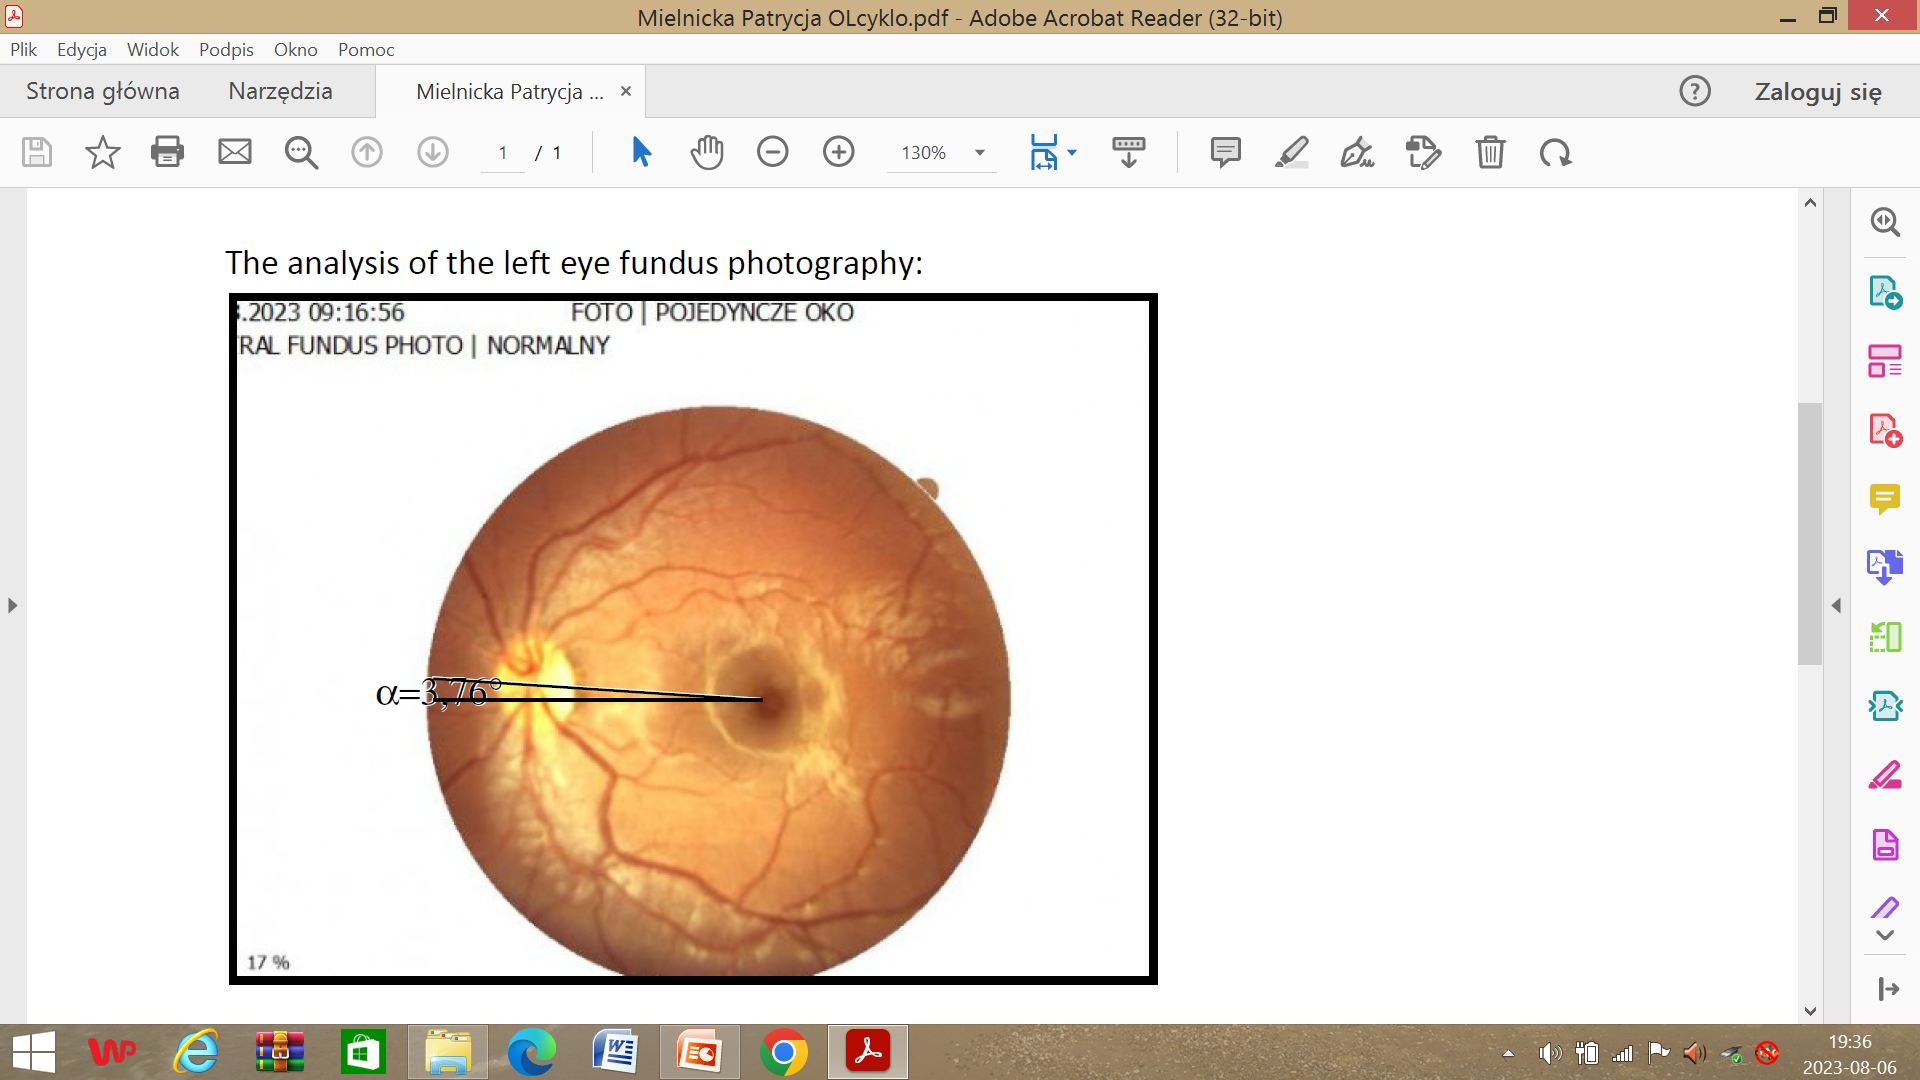 Mielnicka Patrycja OLcyklo.pdf - Adobe Acrobat Reader (32-bit)
Plik Edycja Widok Podpis Okno Pomoc
Strona główna Narzędzia Mielnicka Patrycja ... × ? Zaloguj się
1 / 1 130%
The analysis of the left eye fundus photography:
.2023 09:16:56 FOTO | POJEDYNCZE OKO
RAL FUNDUS PHOTO | NORMALNY
α=3,76°
17 %
WP
19:36
2023-08-06